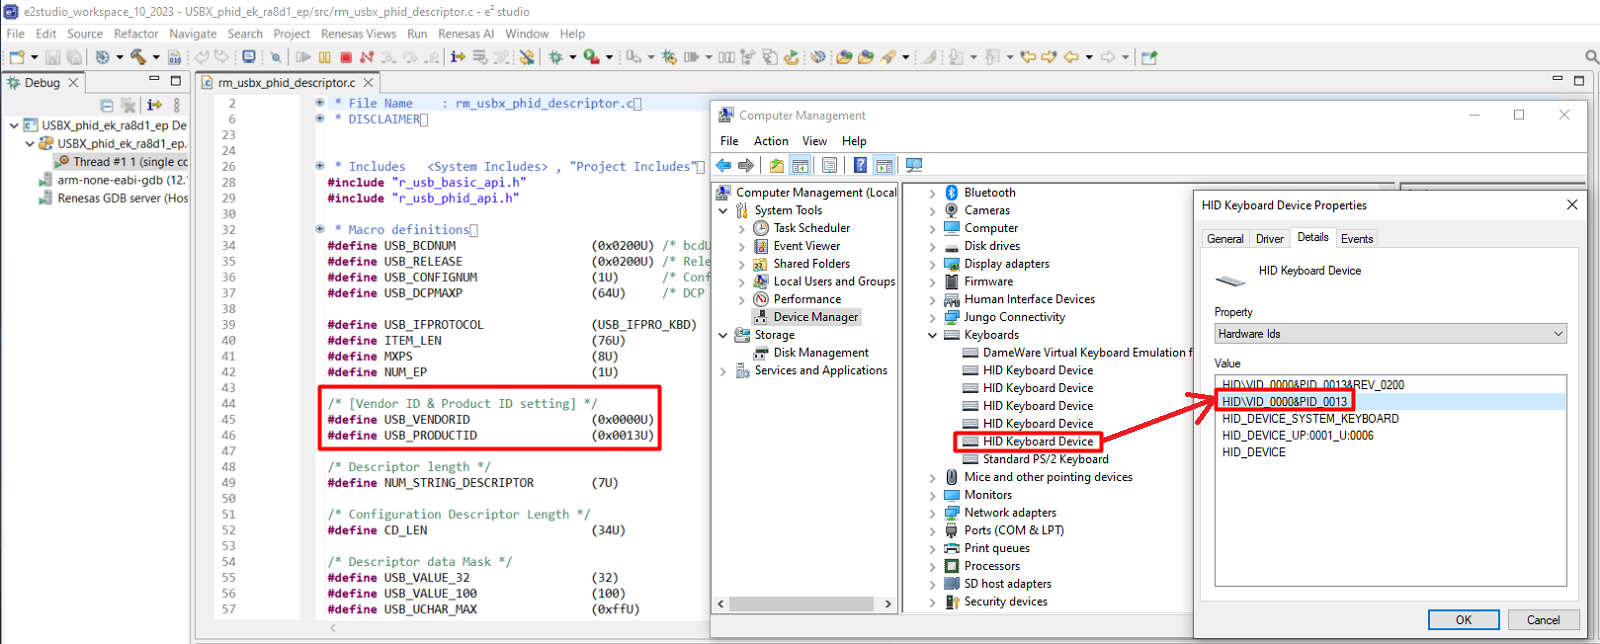 e2studio_workspace_10_2023 - USBX_phid_ek_ra8d1_ep/src/rm_usbx_phid_descriptor.c - e² studio
File Edit Source Refactor Navigate Search Project Renesas Views Run Renesas AI Window Help
Debug
USBX_phid_ek_ra8d1_ep De
USBX_phid_ek_ra8d1_ep.
Thread #1 1 (single co
arm-none-eabi-gdb (12.
Renesas GDB server (Hos
rm_usbx_phid_descriptor.c
2 * File Name : rm_usbx_phid_descriptor.c
6 * DISCLAIMER
23
24
26 * Includes <System Includes> , "Project Includes"
28 #include "r_usb_basic_api.h"
29 #include "r_usb_phid_api.h"
30
32 * Macro definitions
34 #define USB_BCDNUM (0x0200U) /* bcdU
35 #define USB_RELEASE (0x0200U) /* Rele
36 #define USB_CONFIGNUM (1U) /* Conf
37 #define USB_DCPMAXP (64U) /* DCP
38
39 #define USB_IFPROTOCOL (USB_IFPRO_KBD)
40 #define ITEM_LEN (76U)
41 #define MXPS (8U)
42 #define NUM_EP (1U)
43
44 /* [Vendor ID & Product ID setting] */
45 #define USB_VENDORID (0x0000U)
46 #define USB_PRODUCTID (0x0013U)
47
48 /* Descriptor length */
49 #define NUM_STRING_DESCRIPTOR (7U)
50
51 /* Configuration Descriptor Length */
52 #define CD_LEN (34U)
53
54 /* Descriptor data Mask */
55 #define USB_VALUE_32 (32)
56 #define USB_VALUE_100 (100)
57 #define USB_UCHAR_MAX (0xffU)
Computer Management
File Action View Help
Computer Management (Local
System Tools
Task Scheduler
Event Viewer
Shared Folders
Local Users and Groups
Performance
Device Manager
Storage
Disk Management
Services and Applications
Bluetooth
Cameras
Computer
Disk drives
Display adapters
Firmware
Human Interface Devices
Jungo Connectivity
Keyboards
DameWare Virtual Keyboard Emulation f
HID Keyboard Device
HID Keyboard Device
HID Keyboard Device
HID Keyboard Device
HID Keyboard Device
Standard PS/2 Keyboard
Mice and other pointing devices
Monitors
Network adapters
Ports (COM & LPT)
Print queues
Processors
SD host adapters
Security devices
HID Keyboard Device Properties
General Driver Details Events
HID Keyboard Device
Property
Hardware Ids
Value
HID\VID_0000&PID_0013&REV_0200
HID\VID_0000&PID_0013
HID_DEVICE_SYSTEM_KEYBOARD
HID_DEVICE_UP:0001_U:0006
HID_DEVICE
OK Cancel